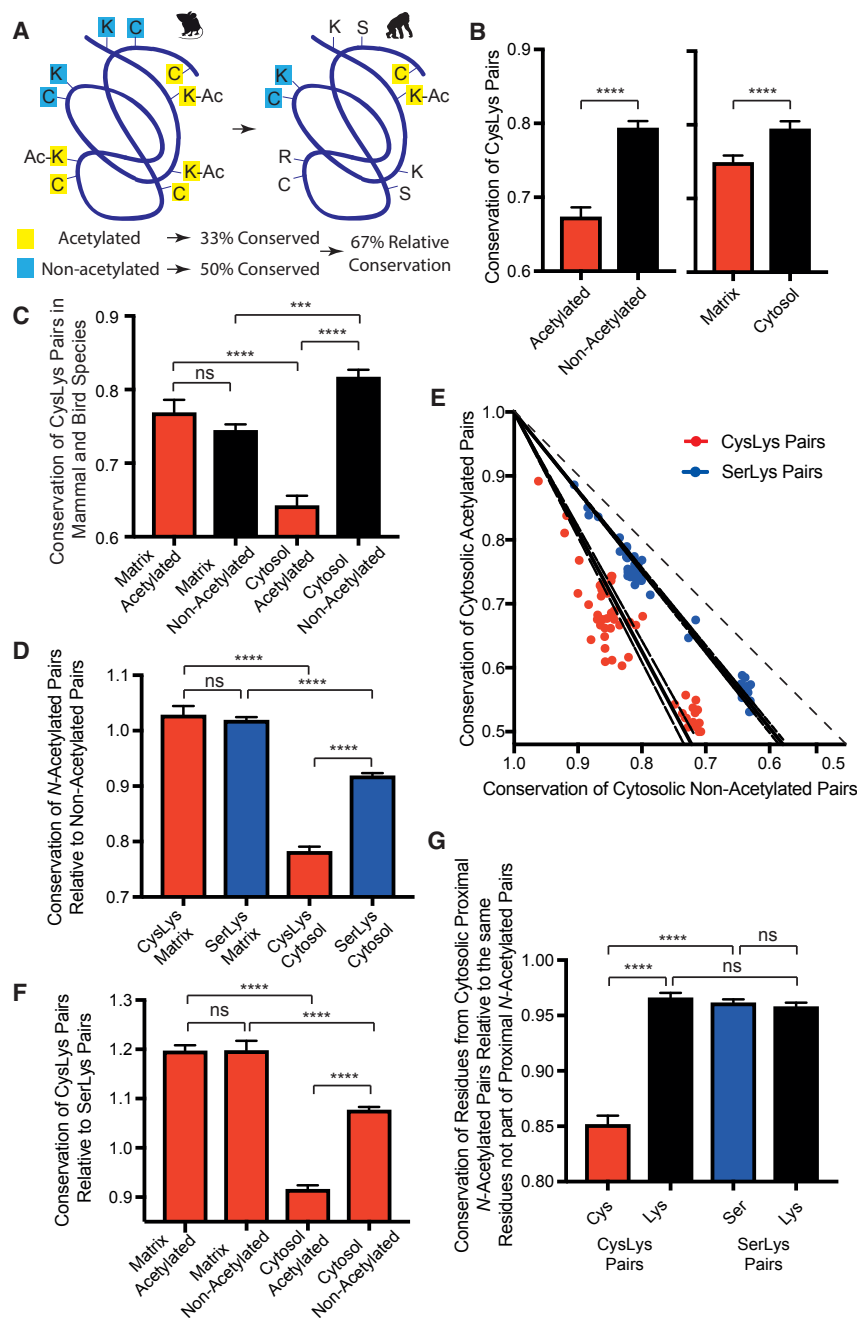 A
K
C
C
K-Ac
K
C
Ac-K
C
K-Ac
C
K
S
C
K-Ac
K
C
R
C
K
S
Acetylated
33% Conserved
Non-acetylated
50% Conserved
67% Relative
Conservation
B
Conservation of CysLys Pairs
0.9
0.8
0.7
0.6
****
****
Acetylated
Non-Acetylated
Matrix
Cytosol
C
Conservation of CysLys Pairs in
Mammal and Bird Species
0.9
0.8
0.7
0.6
***
****
****
ns
Matrix
Acetylated
Matrix
Non-Acetylated
Cytosol
Acetylated
Cytosol
Non-Acetylated
D
Conservation of N-Acetylated Pairs
Relative to Non-Acetylated Pairs
1.1
1.0
0.9
0.8
0.7
****
ns
****
****
CysLys
Matrix
SerLys
Matrix
CysLys
Cytosol
SerLys
Cytosol
E
Conservation of Cytosolic Acetylated Pairs
1.0
0.9
0.8
0.7
0.6
0.5
CysLys Pairs
SerLys Pairs
1.0
0.9
0.8
0.7
0.6
0.5
Conservation of Cytosolic Non-Acetylated Pairs
F
Conservation of CysLys Pairs
Relative to SerLys Pairs
1.3
1.2
1.1
1.0
0.9
****
ns
****
****
Matrix
Acetylated
Matrix
Non-Acetylated
Cytosol
Acetylated
Cytosol
Non-Acetylated
G
Conservation of Residues from Cytosolic Proximal
N-Acetylated Pairs Relative to the same
Residues not part of Proximal N-Acetylated Pairs
1.00
0.95
0.90
0.85
0.80
****
ns
****
ns
Cys
Lys
Ser
Lys
CysLys
Pairs
SerLys
Pairs